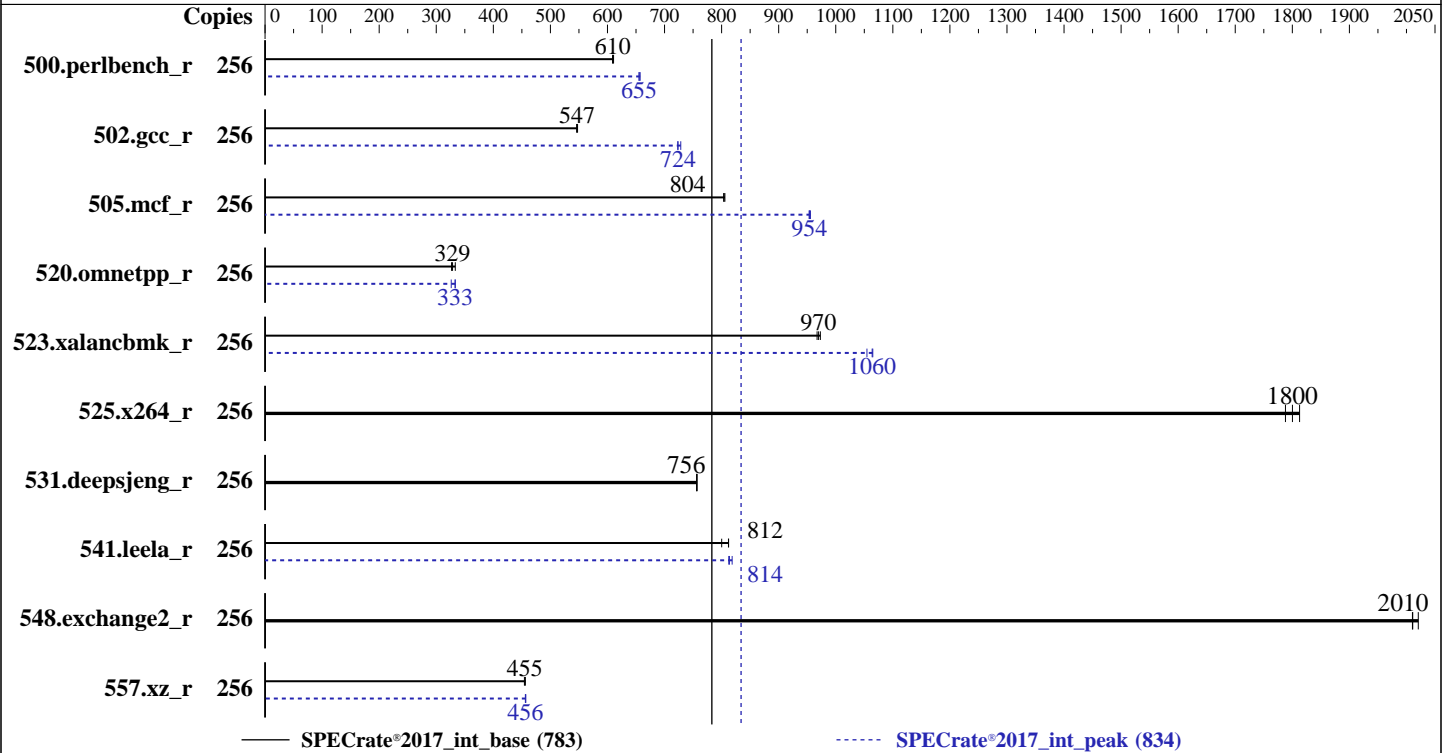 Copies 0 100 200 300 400 500 600 700 800 900 1000 1100 1200 1300 1400 1500 1600 1700 1800 1900 2050
610
500.perlbench_r 256
655
547
502.gcc_r 256
724
804
505.mcf_r 256
954
329
520.omnetpp_r 256
333
970
523.xalancbmk_r 256
1060
1800
525.x264_r 256
756
531.deepsjeng_r 256
812
541.leela_r 256
814
2010
548.exchange2_r 256
455
557.xz_r 256
456
SPECrate®2017_int_base (783) SPECrate®2017_int_peak (834)